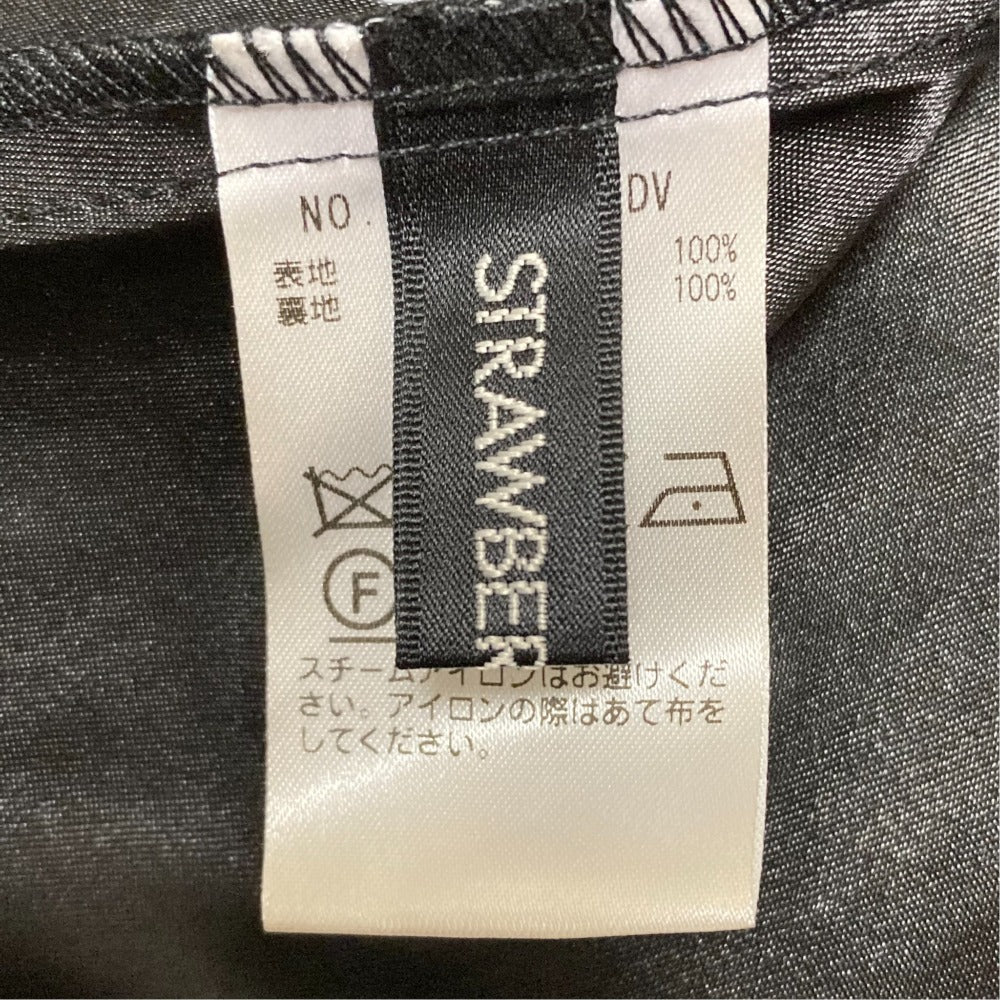 NO. DV
表地 100%
裏地 100%
STRAWBER
F
スチームアイロンはお避けくだ
さい。アイロンの際はあて布を
してください。